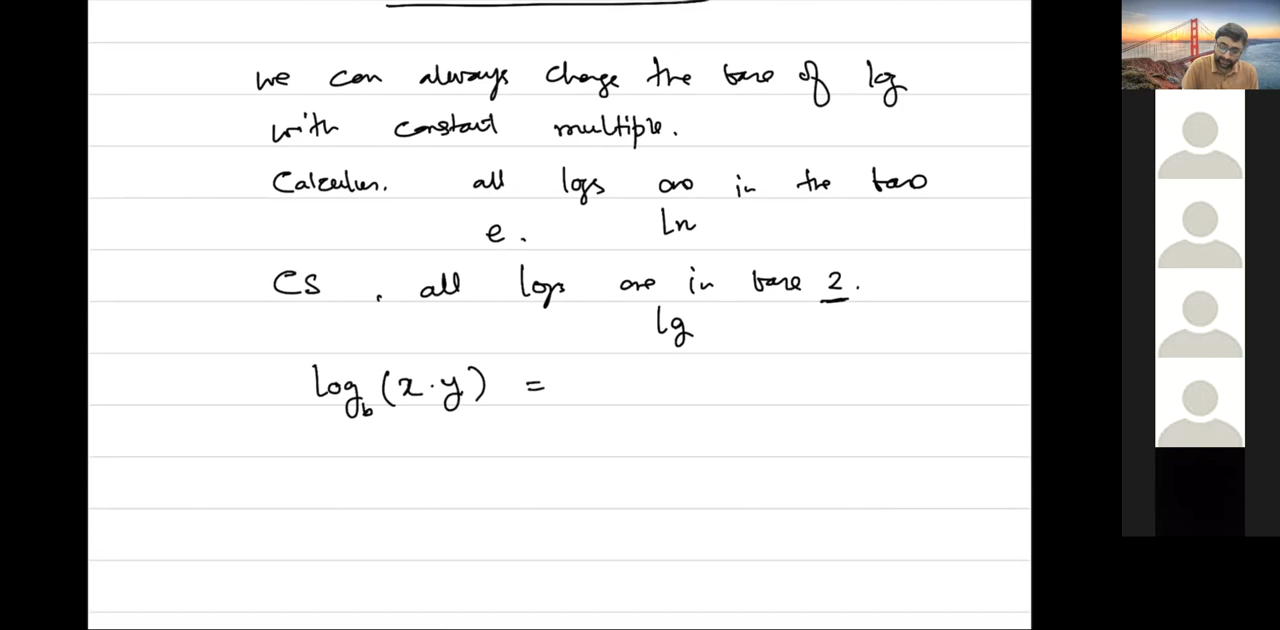 we can always change the base of lg
with constant multiple.
Calculus. all logs are in the base
e. Ln
CS, all logs are in base 2.
lg
log_b (x·y) =